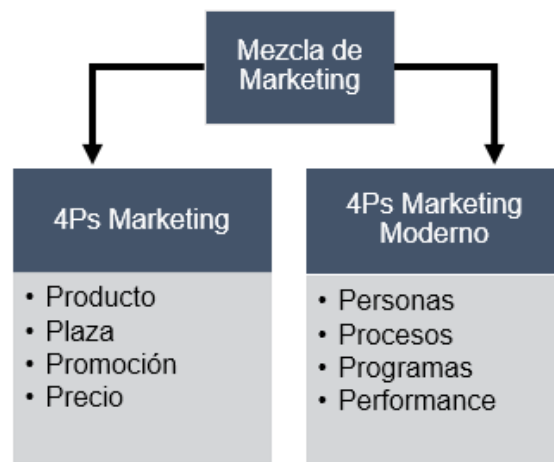 Mezcla de
Marketing
4Ps Marketing
• Producto
• Plaza
• Promoción
• Precio
4Ps Marketing
Moderno
• Personas
• Procesos
• Programas
• Performance